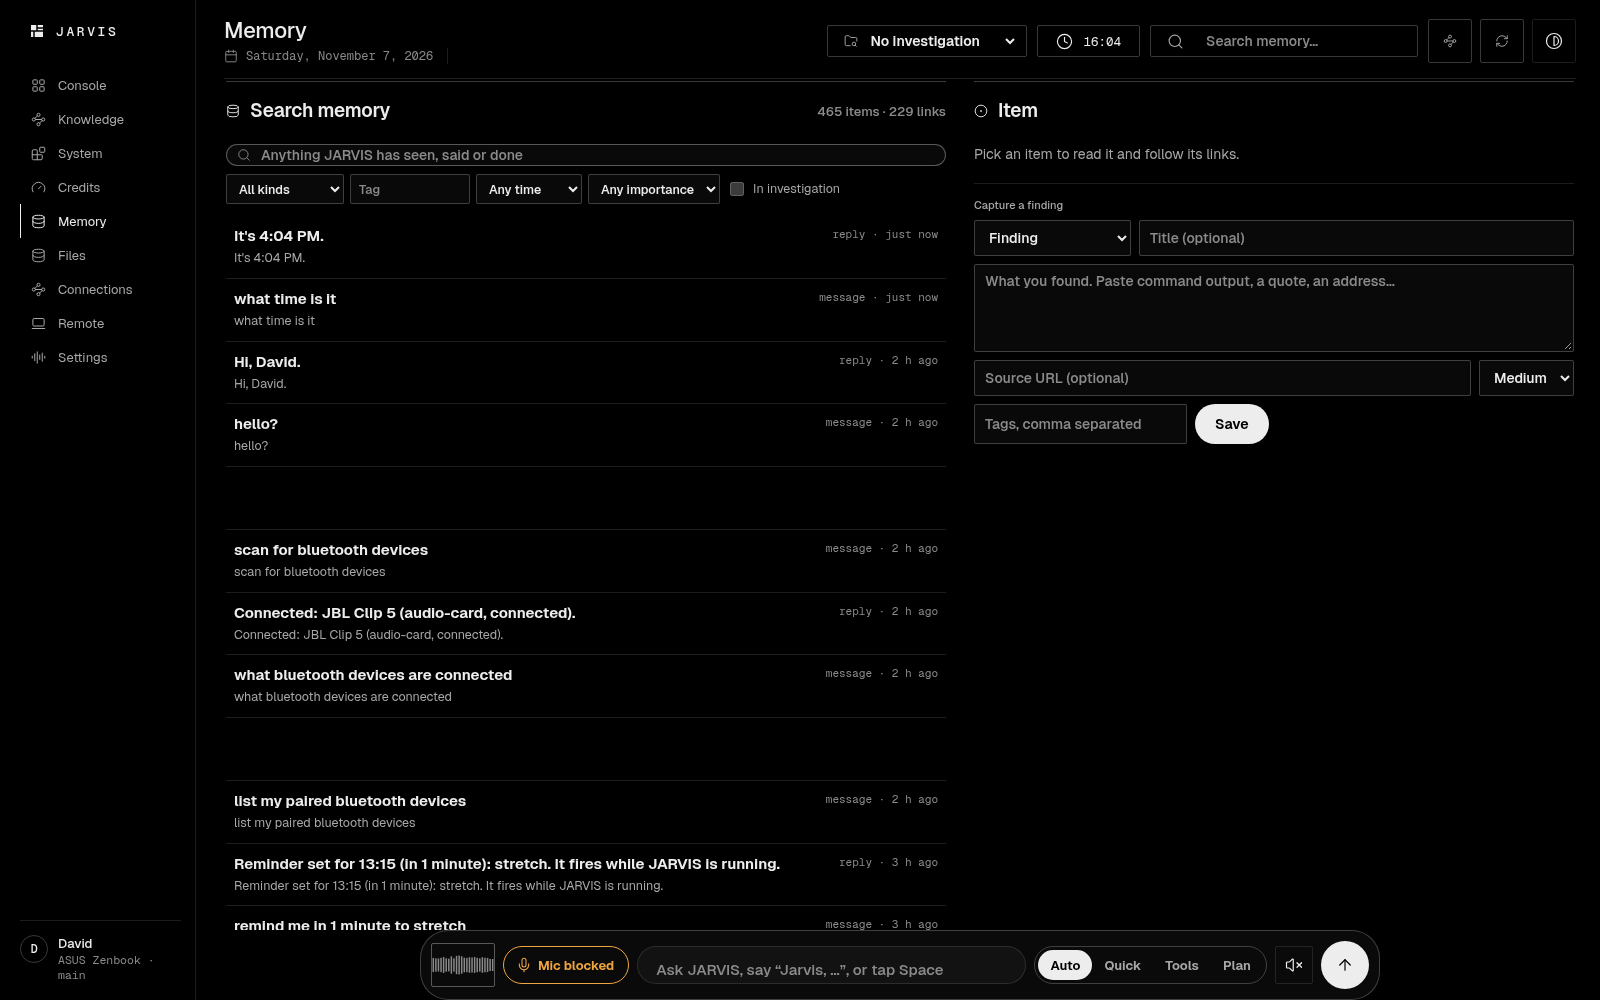 JARVIS
Console
Knowledge
System
Credits
Memory
Files
Connections
Remote
Settings
D
David
ASUS Zenbook ·
main
Memory
Saturday, November 7, 2026
No investigation
16:04
Search memory...
Search memory
465 items · 229 links
Anything JARVIS has seen, said or done
All kinds
Tag
Any time
Any importance
In investigation
It's 4:04 PM.
reply · just now
It's 4:04 PM.
what time is it
message · just now
what time is it
Hi, David.
reply · 2 h ago
Hi, David.
hello?
message · 2 h ago
hello?
scan for bluetooth devices
message · 2 h ago
scan for bluetooth devices
Connected: JBL Clip 5 (audio-card, connected).
reply · 2 h ago
Connected: JBL Clip 5 (audio-card, connected).
what bluetooth devices are connected
message · 2 h ago
what bluetooth devices are connected
list my paired bluetooth devices
message · 2 h ago
list my paired bluetooth devices
Reminder set for 13:15 (in 1 minute): stretch. It fires while JARVIS is running.
reply · 3 h ago
Reminder set for 13:15 (in 1 minute): stretch. It fires while JARVIS is running.
remind me in 1 minute to stretch
message · 3 h ago
Item
Pick an item to read it and follow its links.
Capture a finding
Finding
Title (optional)
What you found. Paste command output, a quote, an address...
Source URL (optional)
Medium
Tags, comma separated
Save
Mic blocked
Ask JARVIS, say “Jarvis, ...”, or tap Space
Auto
Quick
Tools
Plan